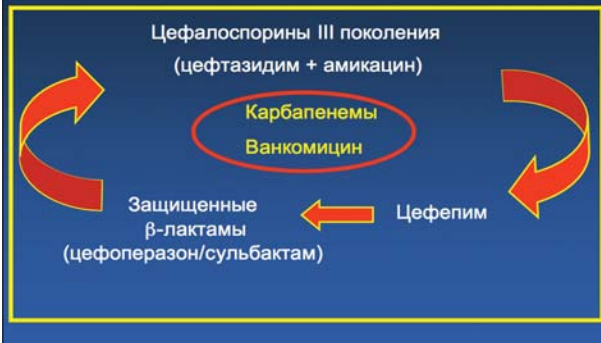 Цефалоспорины III поколения
(цефтазидим + амикацин)
Карбапенемы
Ванкомицин
Цефепим
Защищенные
β-лактамы
(цефоперазон/сульбактам)